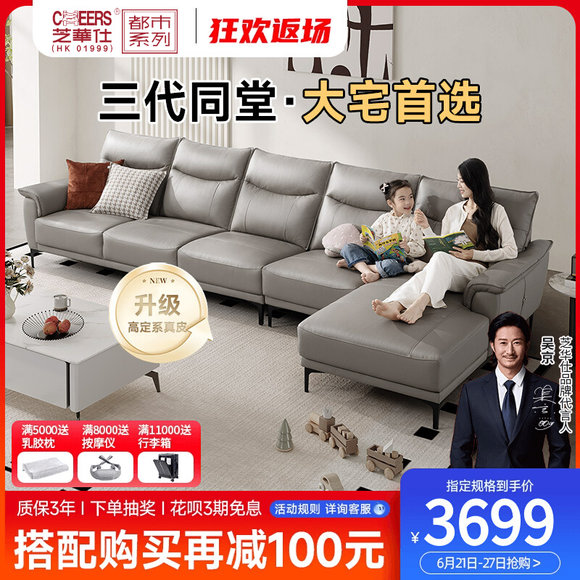 CHEERS
芝華仕
(HK 01999)
都市
系列
狂欢返场
三代同堂·大宅首选
NEW
升级
高定系真皮
吴京
芝华仕品牌代言人
满5000送
乳胶枕
满8000送
按摩仪
满11000送
行李箱
质保3年 | 下单抽奖 | 花呗3期免息
活动规则 详询客服
搭配购买再减100元
指定规格到手价
¥3699
6月21日-27日抢购>